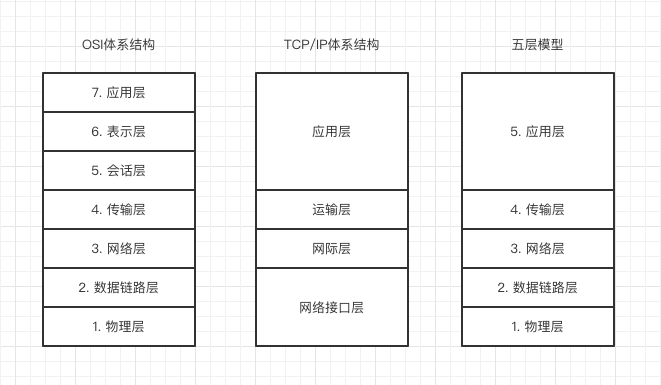 OSI体系结构
7. 应用层
6. 表示层
5. 会话层
4. 传输层
3. 网络层
2. 数据链路层
1. 物理层
TCP/IP体系结构
应用层
运输层
网际层
网络接口层
五层模型
5. 应用层
4. 传输层
3. 网络层
2. 数据链路层
1. 物理层